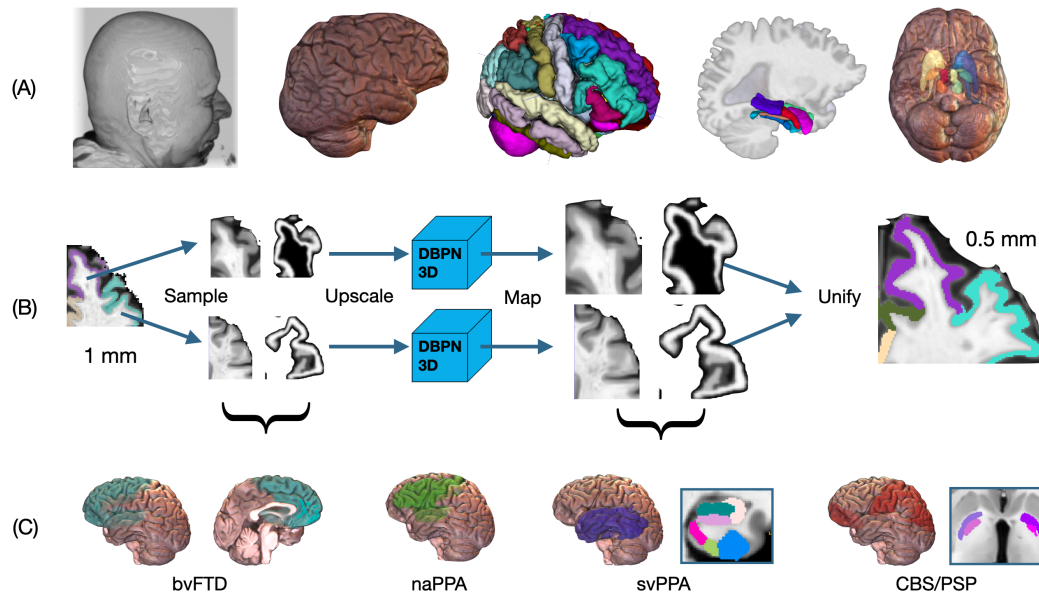 (A)
(B)
1 mm
Sample
Upscale
DBPN
3D
DBPN
3D
Map
Unify
0.5 mm
(C)
bvFTD
naPPA
svPPA
CBS/PSP